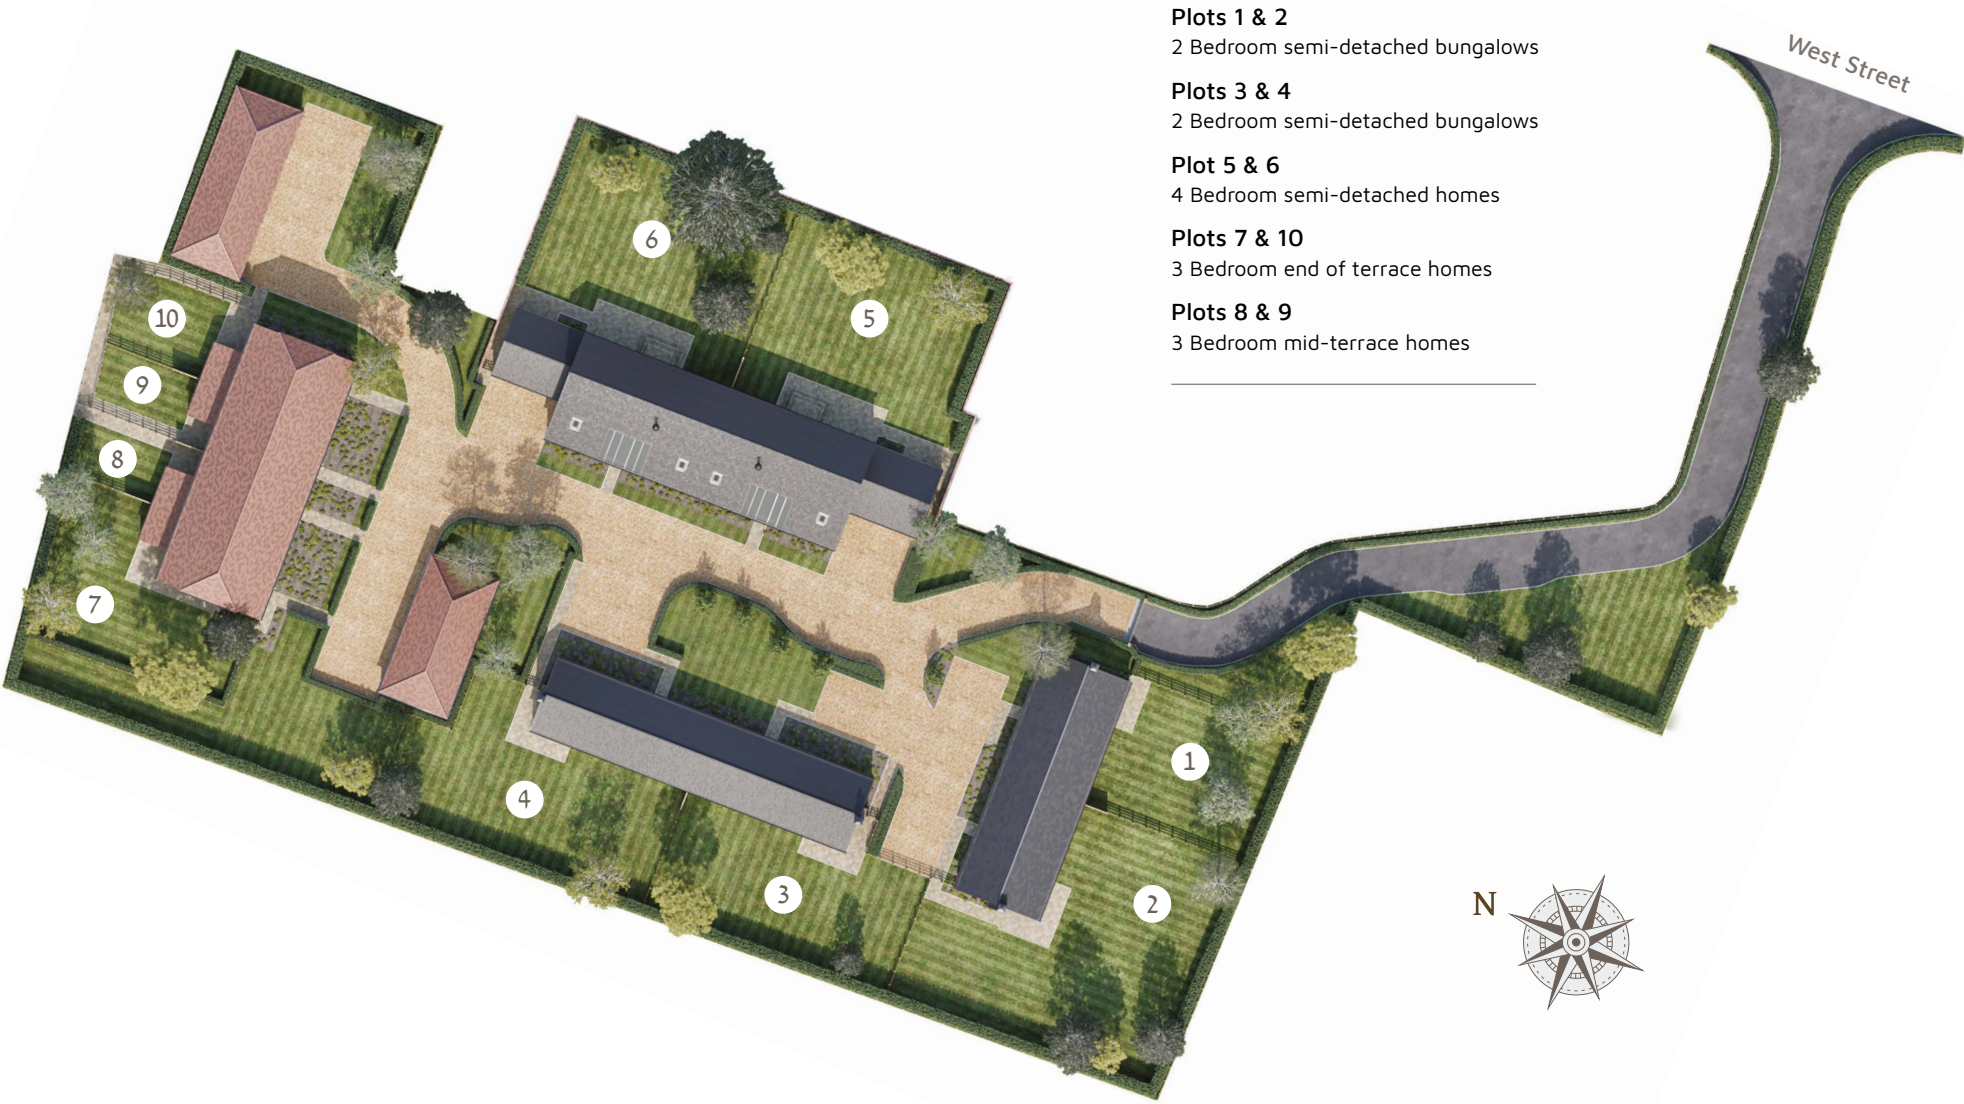 Plots 1 & 2
2 Bedroom semi-detached bungalows
Plots 3 & 4
2 Bedroom semi-detached bungalows
Plot 5 & 6
4 Bedroom semi-detached homes
Plots 7 & 10
3 Bedroom end of terrace homes
Plots 8 & 9
3 Bedroom mid-terrace homes
West Street
6
5
10
9
8
7
4
3
1
2
N